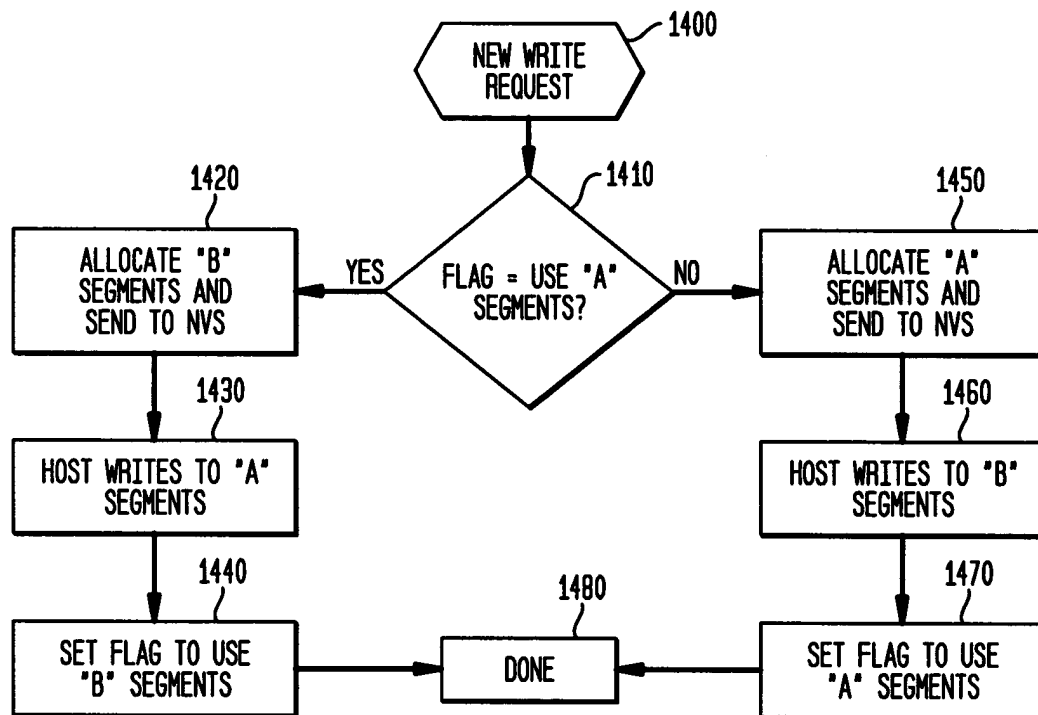 1400
NEW WRITE
REQUEST
1410
FLAG = USE "A"
SEGMENTS?
YES
NO
1420
ALLOCATE "B"
SEGMENTS AND
SEND TO NVS
1430
HOST WRITES TO "A"
SEGMENTS
1440
SET FLAG TO USE
"B" SEGMENTS
1450
ALLOCATE "A"
SEGMENTS AND
SEND TO NVS
1460
HOST WRITES TO "B"
SEGMENTS
1470
SET FLAG TO USE
"A" SEGMENTS
1480
DONE